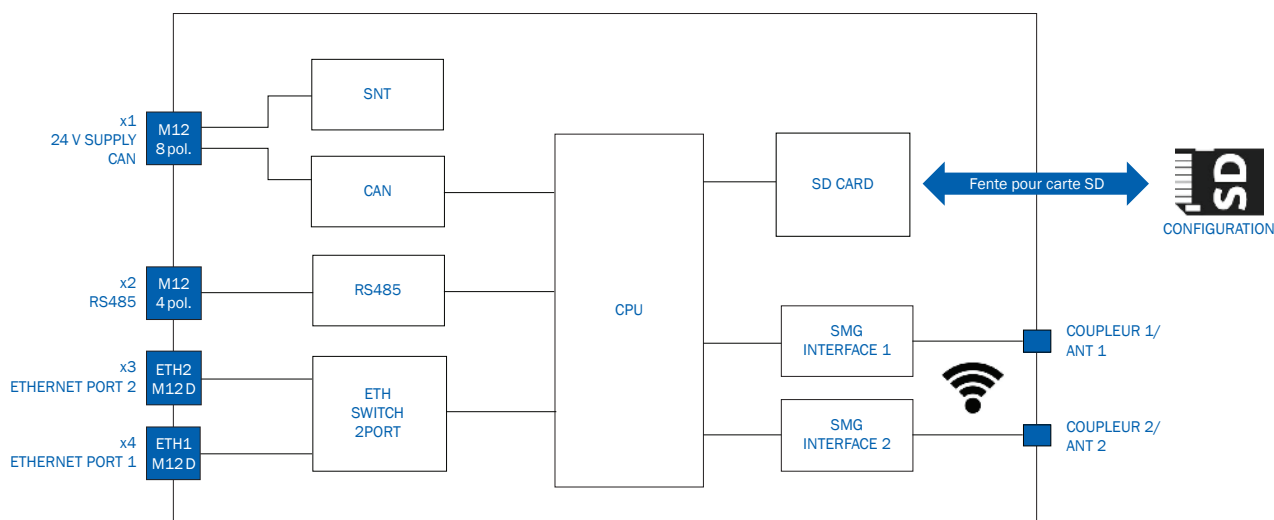 x1
24 V SUPPLY
CAN
M12
8 pol.
SNT
CAN
x2
RS485
M12
4 pol.
RS485
x3
ETHERNET PORT 2
ETH2
M12 D
x4
ETHERNET PORT 1
ETH1
M12 D
ETH
SWITCH
2PORT
CPU
SD CARD
Fente pour carte SD
SD
CONFIGURATION
SMG
INTERFACE 1
COUPLEUR 1/
ANT 1
SMG
INTERFACE 2
COUPLEUR 2/
ANT 2